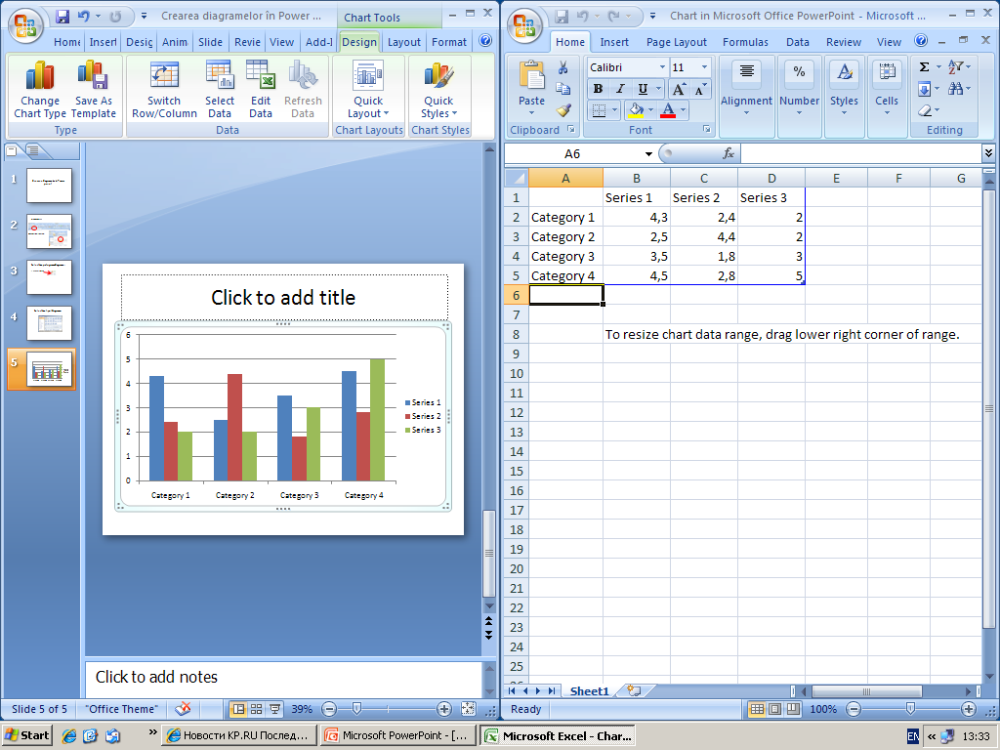 Crearea diagramelor în Power ...
Chart Tools
Home Insert Desig Anim Slide Revie View Add-I Design Layout Format
Change Chart Type
Save As Template
Type
Switch Row/Column
Select Data
Edit Data
Refresh Data
Data
Quick Layout
Chart Layouts
Quick Styles
Chart Styles
1
2
3
4
5
Click to add title
6
5
4
3
2
1
0
Category 1 Category 2 Category 3 Category 4
Series 1
Series 2
Series 3
Click to add notes
Slide 5 of 5 "Office Theme" 39%
Chart in Microsoft Office PowerPoint - Microsoft ...
Home Insert Page Layout Formulas Data Review View
Paste
Clipboard
Calibri 11
B I U A A
A
Font
Alignment
%
Number
A
Styles
Cells
Σ
Editing
A6 fx
A B C D E F G
1 Series 1 Series 2 Series 3
2 Category 1 4,3 2,4 2
3 Category 2 2,5 4,4 2
4 Category 3 3,5 1,8 3
5 Category 4 4,5 2,8 5
6
7
8 To resize chart data range, drag lower right corner of range.
9
10
11
12
13
14
15
16
17
18
19
20
21
22
23
24
25
Sheet1
Ready 100%
Start
»
Новости KP.RU Послед...
Microsoft PowerPoint - [...
Microsoft Excel - Char...
EN « 13:33